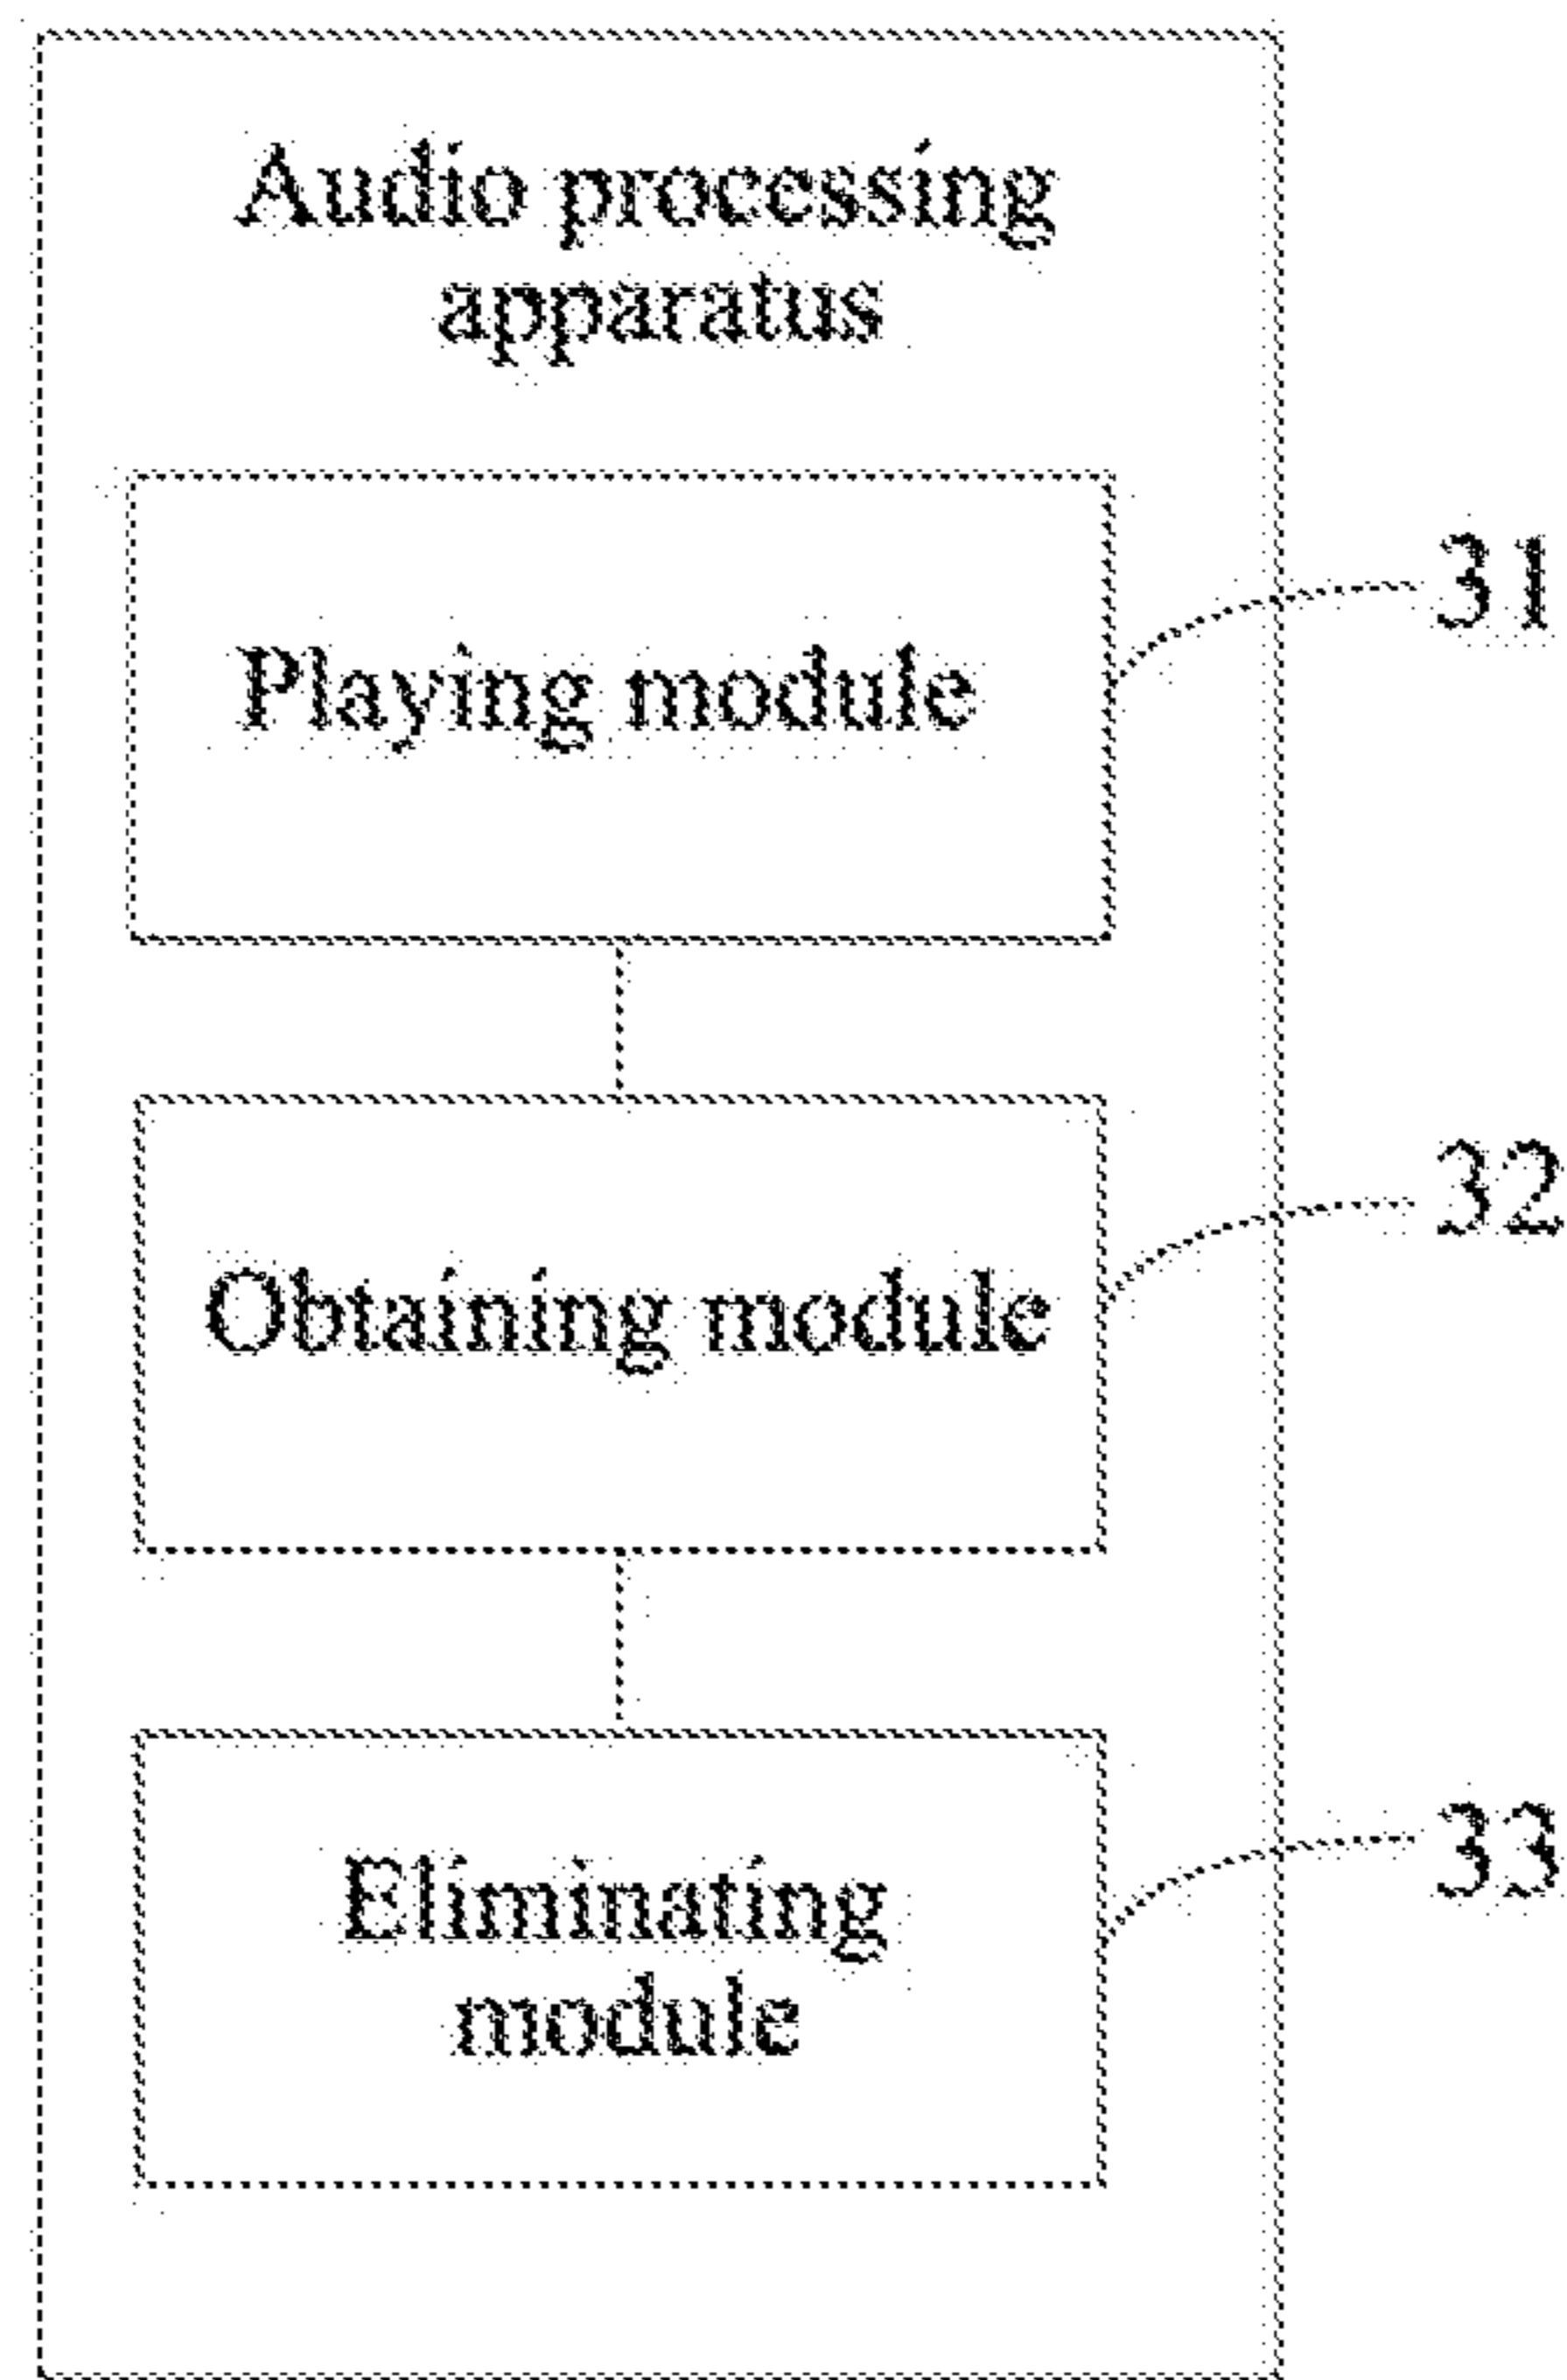 Audio processing
apparatus
31
Playing module
32
Obtaining module
33
Eliminating
module